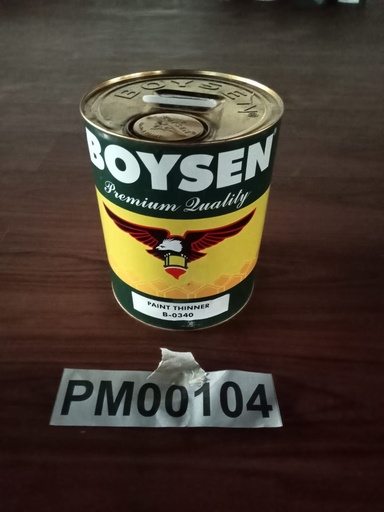 BOYSEN
BOYSEN
Premium Quality
PAINT THINNER
B-0340
PM00104